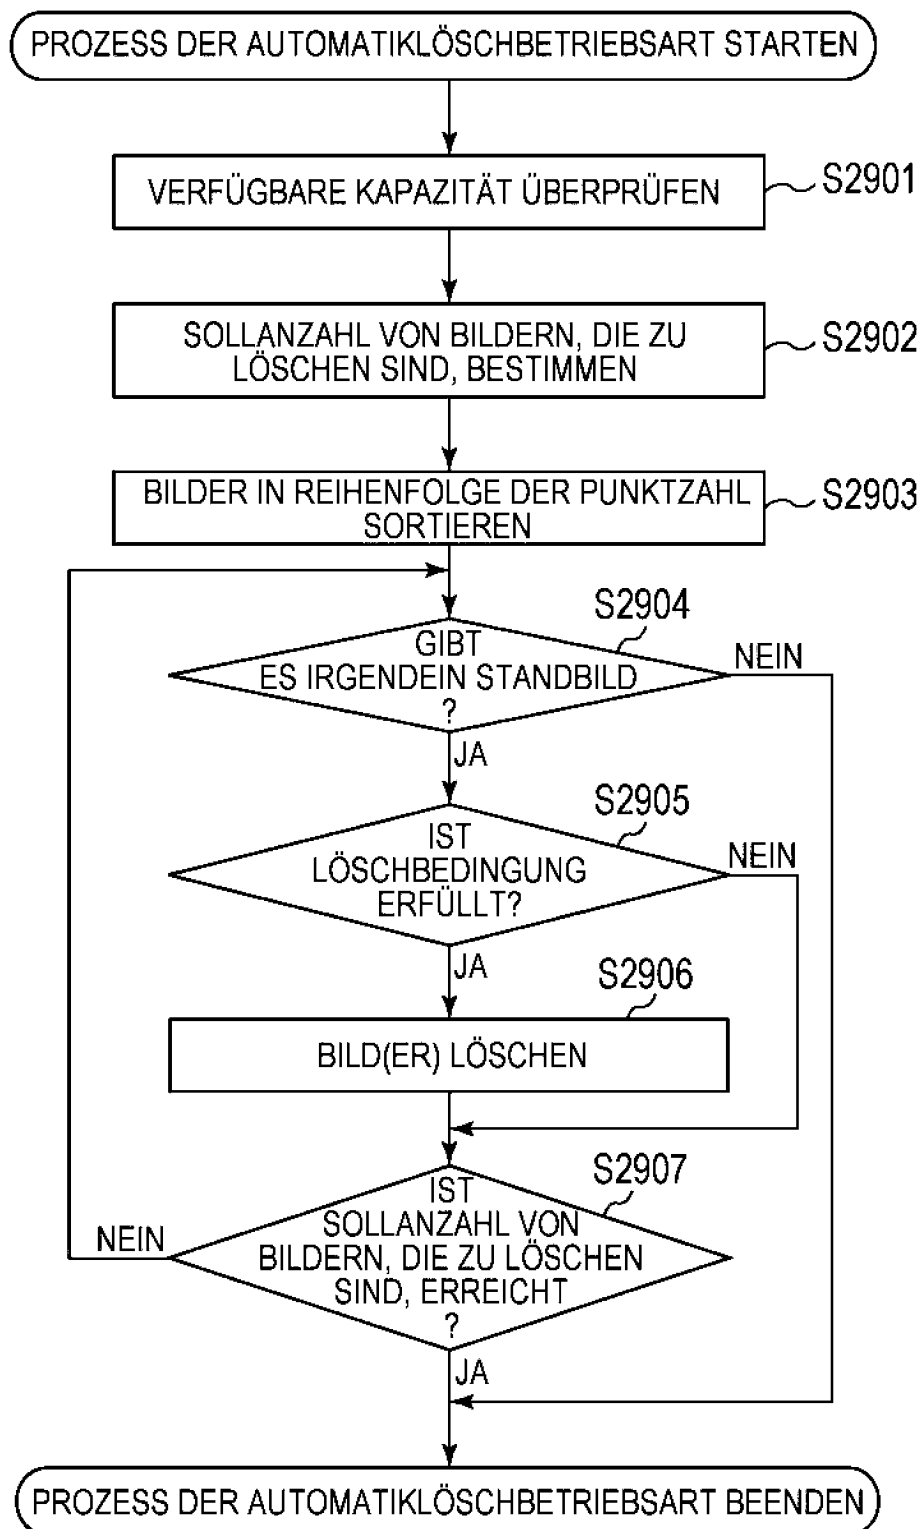 PROZESS DER AUTOMATIKLÖSCHBETRIEBSART STARTEN
VERFÜGBARE KAPAZITÄT ÜBERPRÜFEN
S2901
SOLLANZAHL VON BILDERN, DIE ZU
LÖSCHEN SIND, BESTIMMEN
S2902
BILDER IN REIHENFOLGE DER PUNKTZAHL
SORTIEREN
S2903
S2904
GIBT
ES IRGENDEIN STANDBILD
?
NEIN
JA
S2905
IST
LÖSCHBEDINGUNG
ERFÜLLT?
NEIN
JA
S2906
BILD(ER) LÖSCHEN
S2907
IST
SOLLANZAHL VON
BILDERN, DIE ZU LÖSCHEN
SIND, ERREICHT
?
NEIN
JA
PROZESS DER AUTOMATIKLÖSCHBETRIEBSART BEENDEN